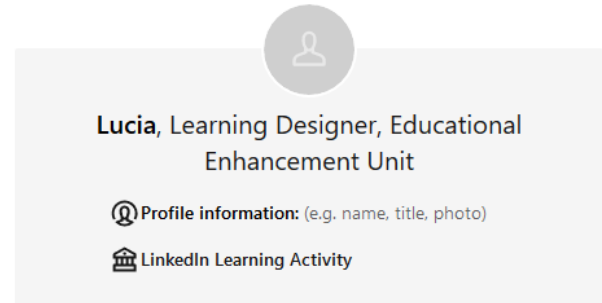 Lucia, Learning Designer, Educational
Enhancement Unit
Profile information: (e.g. name, title, photo)
LinkedIn Learning Activity